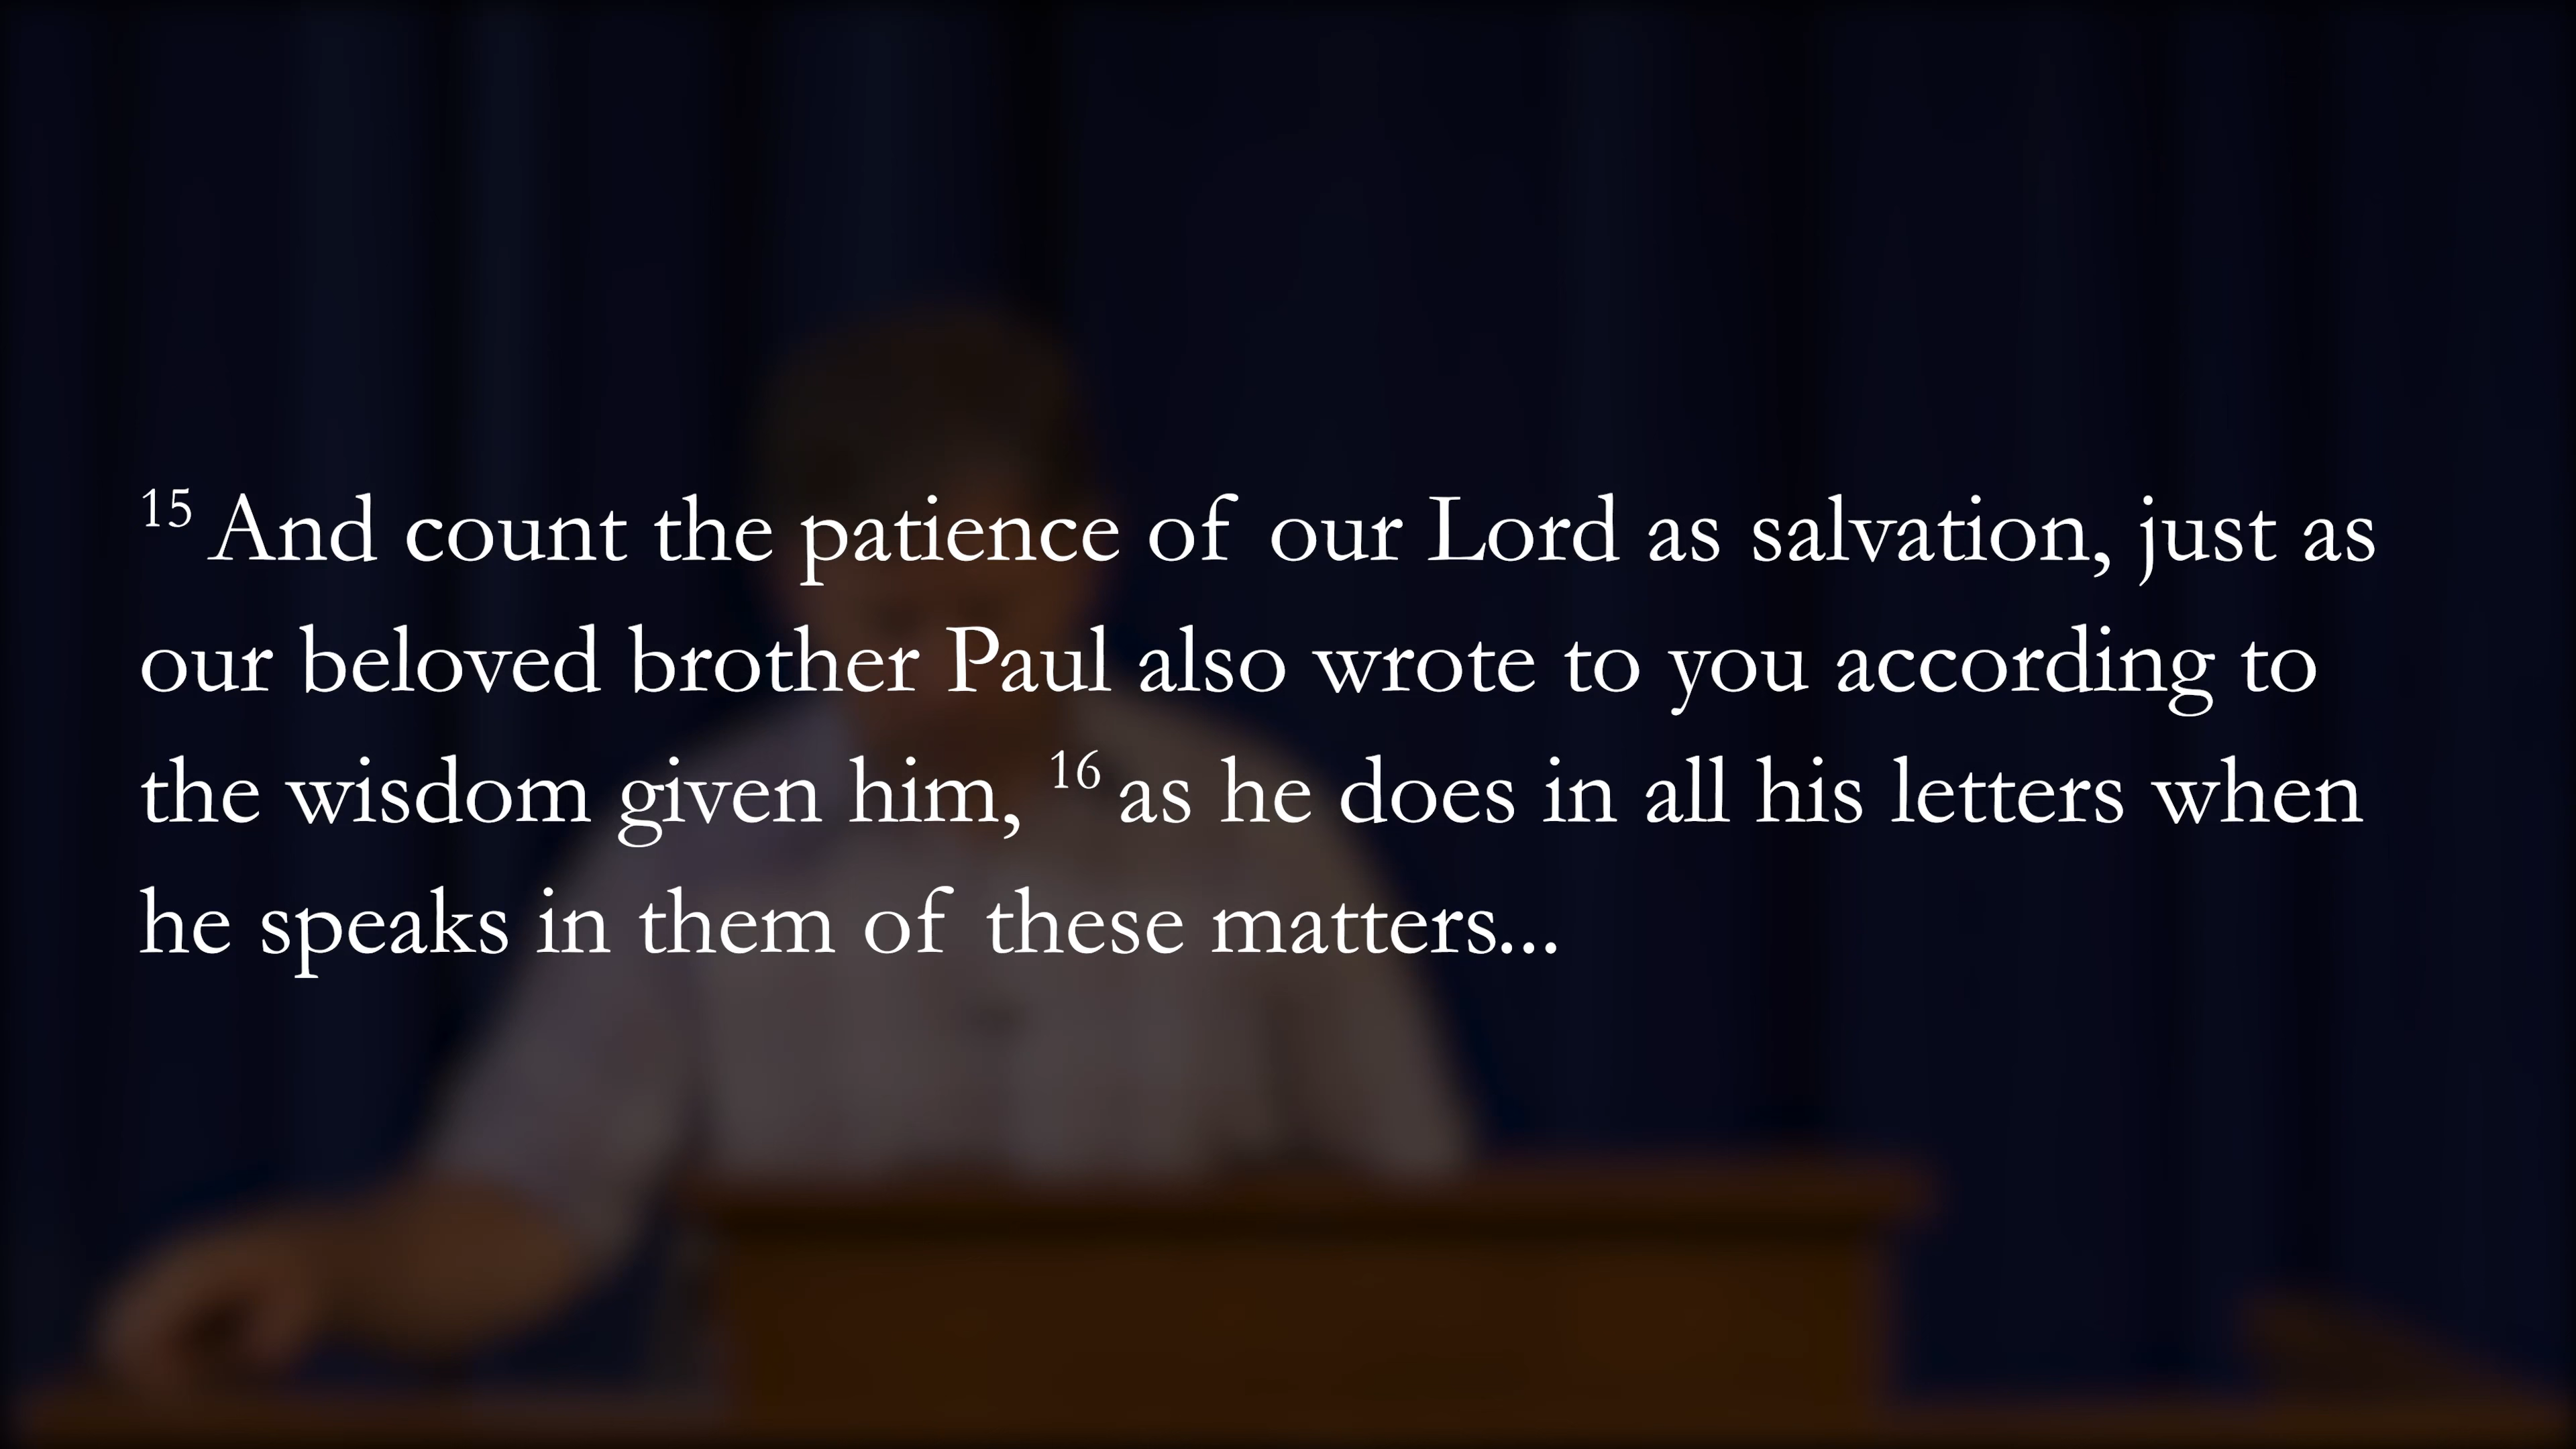 15 And count the patience of our Lord as salvation, just as
our beloved brother Paul also wrote to you according to
the wisdom given him, 16 as he does in all his letters when
he speaks in them of these matters...